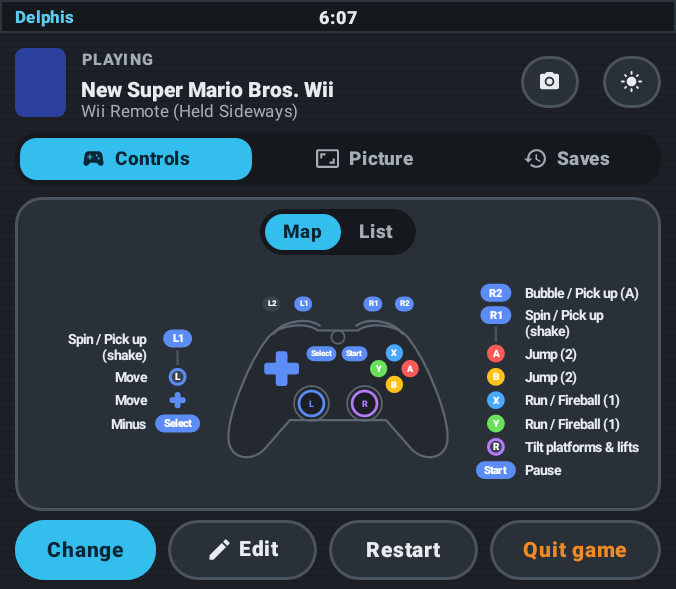 Delphis
6:07
PLAYING
New Super Mario Bros. Wii
Wii Remote (Held Sideways)
Controls
Picture
Saves
Map
List
L2
L1
R1
R2
Select
Start
X
Y
A
B
L
R
Spin / Pick up
(shake)
L1
Move
L
Move
Minus
Select
R2
Bubble / Pick up (A)
R1
Spin / Pick up
(shake)
A
Jump (2)
B
Jump (2)
X
Run / Fireball (1)
Y
Run / Fireball (1)
R
Tilt platforms & lifts
Start
Pause
Change
Edit
Restart
Quit game